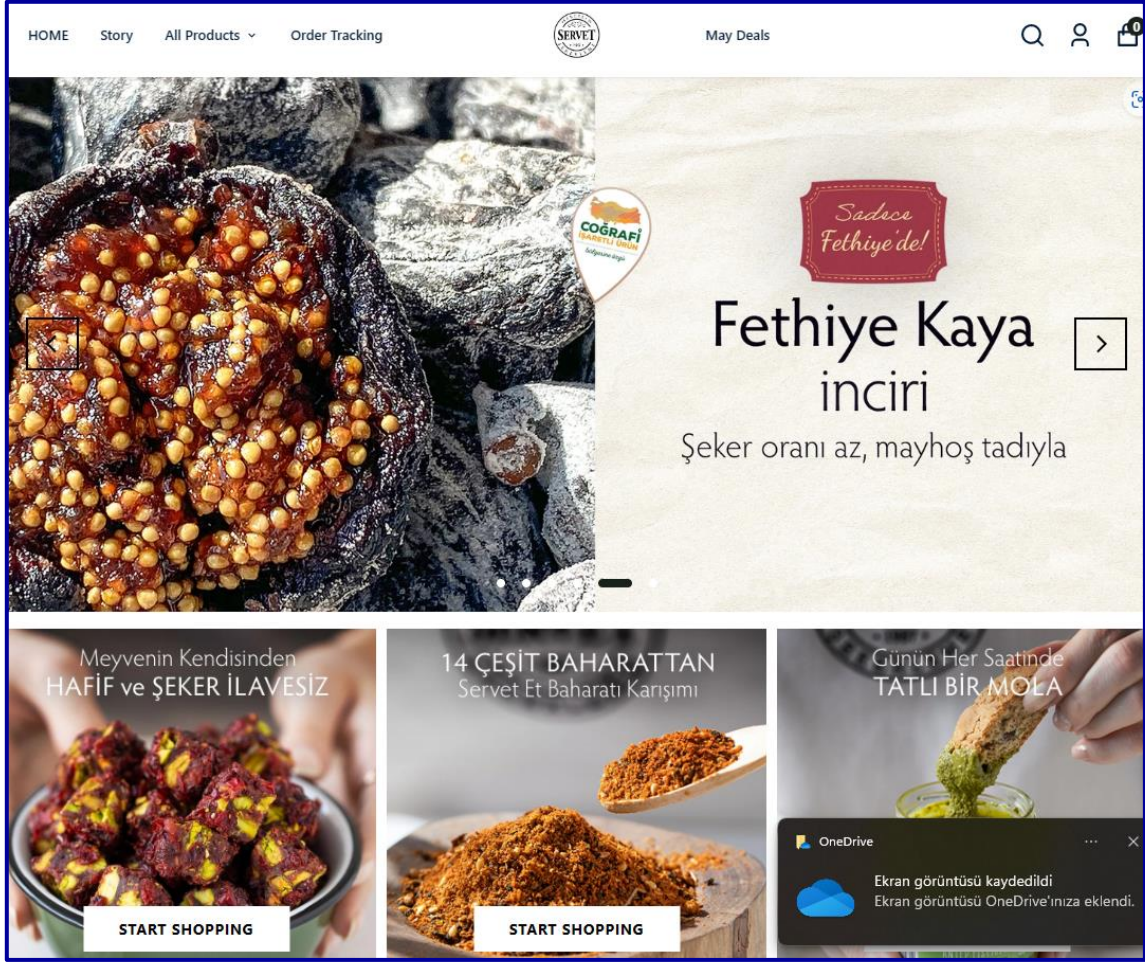 HOME
Story
All Products
Order Tracking
SERVET
May Deals
0
COĞRAFİ
İŞARETLİ ÜRÜN
Sadece
Fethiye'de!
Fethiye Kaya
inciri
Şeker oranı az, mayhoş tadıyla
Meyvenin Kendisinden
HAFİF ve ŞEKER İLAVESİZ
14 ÇEŞİT BAHARATTAN
Servet Et Baharatı Karışımı
Günün Her Saatinde
TATLI BİR MOLA
START SHOPPING
START SHOPPING
OneDrive
Ekran görüntüsü kaydedildi
Ekran görüntüsü OneDrive'ınıza eklendi.